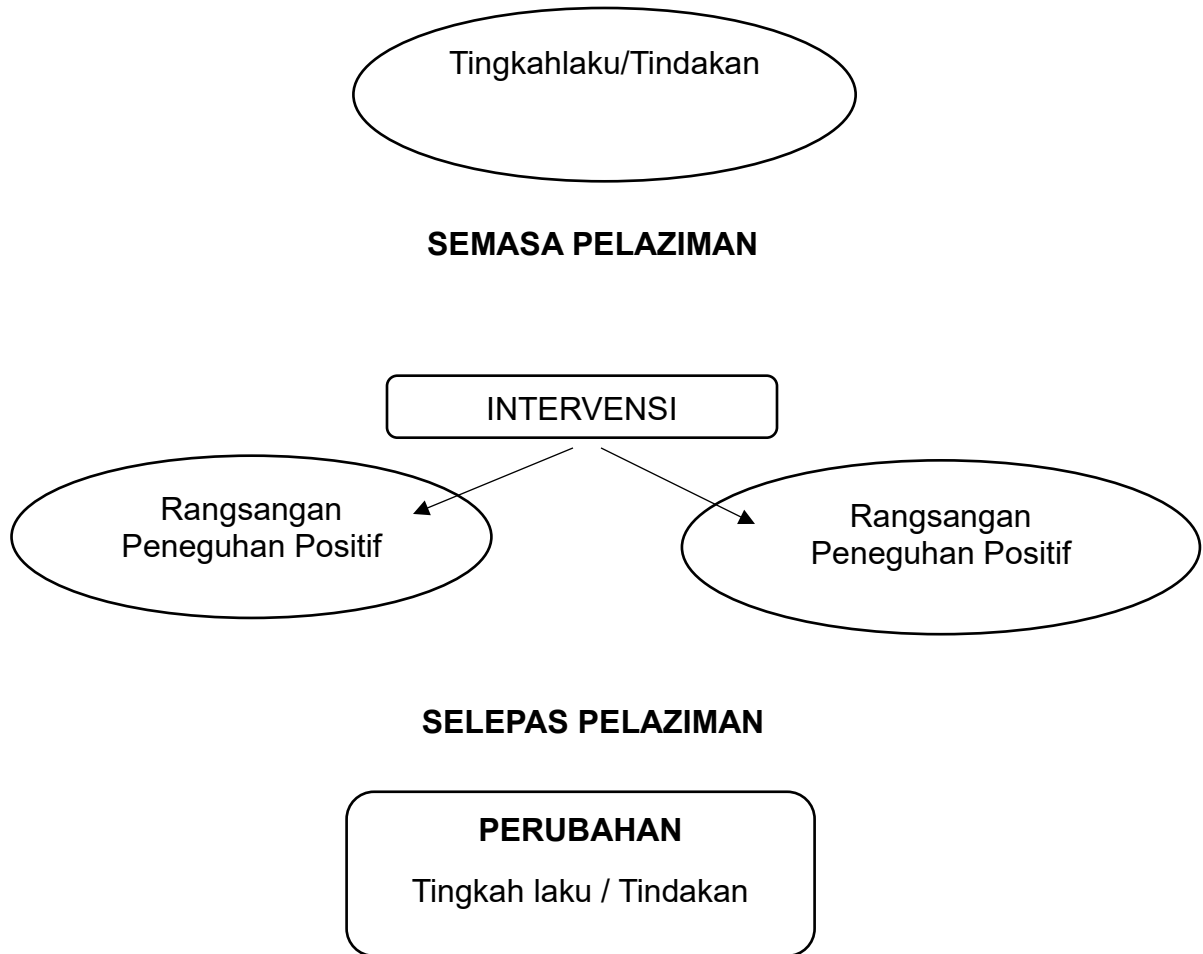 Tingkahlaku/Tindakan
SEMASA PELAZIMAN
INTERVENSI
Rangsangan
Peneguhan Positif
Rangsangan
Peneguhan Positif
SELEPAS PELAZIMAN
PERUBAHAN
Tingkah laku / Tindakan